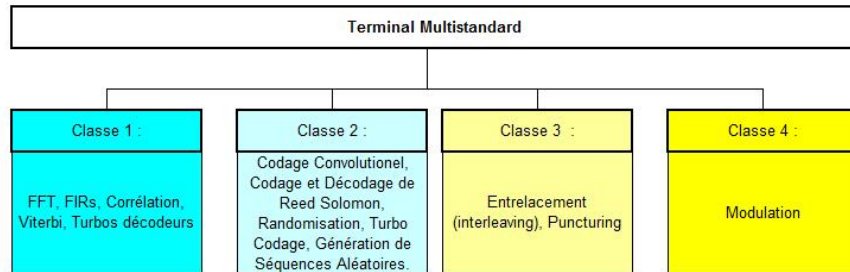 Terminal Multistandard
Classe 1 :
FFT, FIRs, Corrélation,
Viterbi, Turbos décodeurs
Classe 2 :
Codage Convolutionel,
Codage et Décodage de
Reed Solomon,
Randomisation, Turbo
Codage, Génération de
Séquences Aléatoires.
Classe 3  :
Entrelacement
(interleaving), Puncturing
Classe 4 :
Modulation